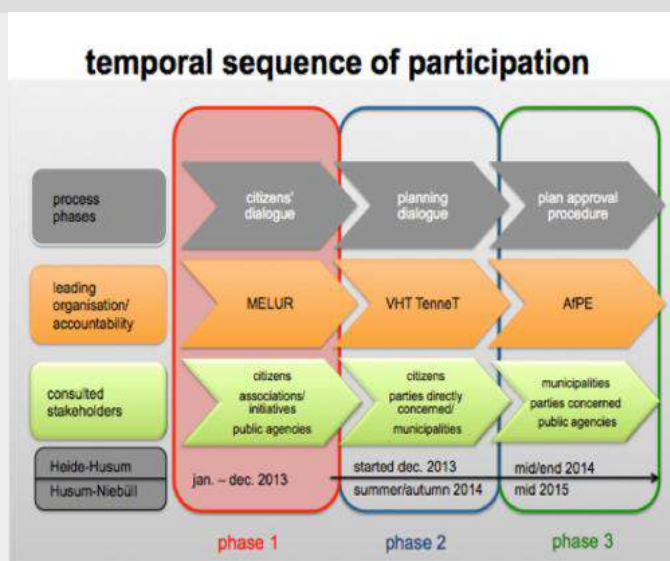 temporal sequence of participation
process
phases
citizens'
dialogue
planning
dialogue
plan approval
procedure
leading
organisation/
accountability
MELUR
VHT TenneT
AfPE
consulted
stakeholders
citizens
associations/
initiatives
public agencies
citizens
parties directly
concerned/
municipalities
municipalities
parties concerned
public agencies
Heide-Husum
Husum-Niebüll
jan. – dec. 2013
started dec. 2013
summer/autumn 2014
mid/end 2014
mid 2015
phase 1
phase 2
phase 3